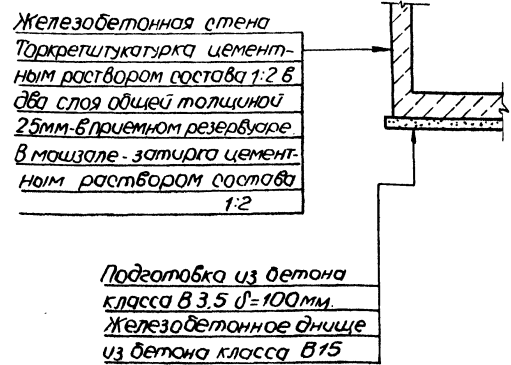 Железобетонная стена
Торкретштукатурка цемент-
ным раствором состава 1:2 в
два слоя общей толщиной
25мм-в приемном резервуаре.
В машзале - затирка цемент-
ным раствором состава
1:2
Подготовка из бетона
класса В 3,5 δ=100мм.
Железобетонное днище
из бетона класса В15